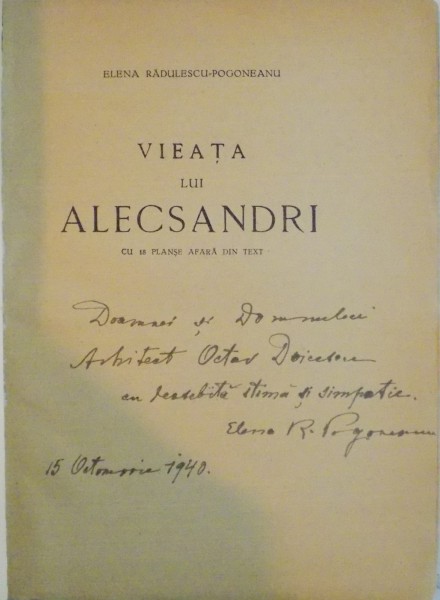 ELENA RĂDULESCU-POGONEANU
VIEAȚA
LUI
ALECSANDRI
CU 18 PLANȘE AFARĂ DIN TEXT
Doamnei și Domnului
Arhitect Octav Doicescu
cu deosebită stimă și simpatie.
Elena R. Pogoneanu
15 Octomvrie 1940.